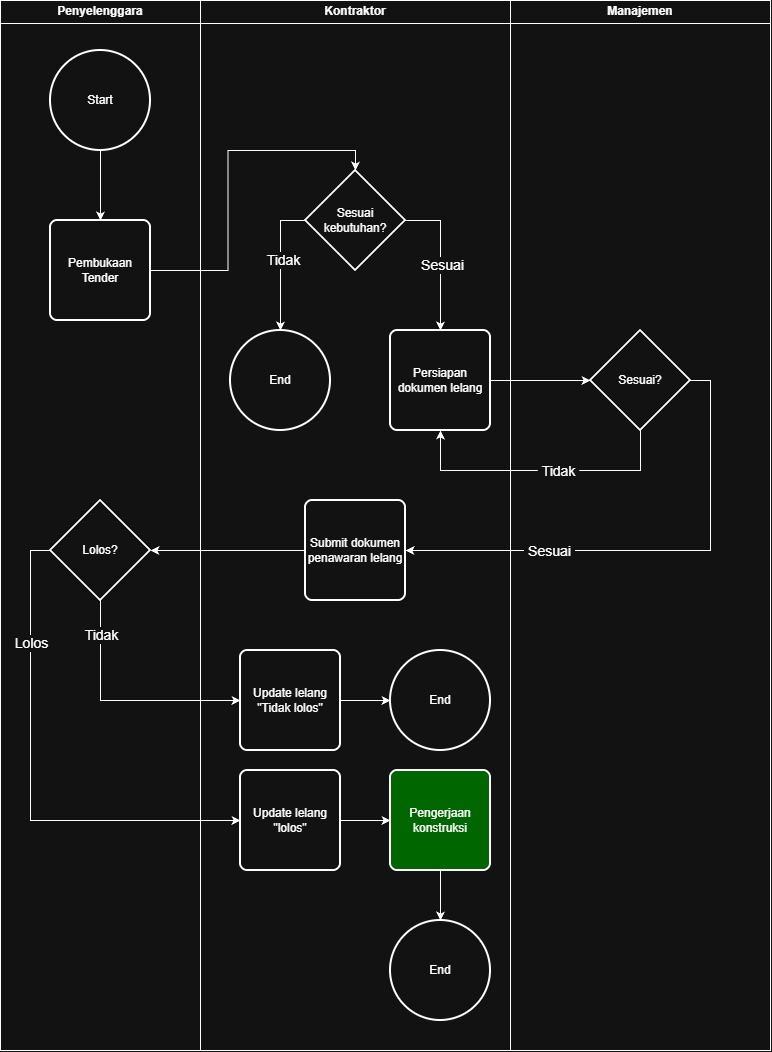 Penyelenggara
Kontraktor
Manajemen
Start
Sesuai
kebutuhan?
Pembukaan
Tender
Tidak
Sesuai
End
Persiapan
dokumen lelang
Sesuai?
Tidak
Lolos?
Submit dokumen
penawaran lelang
Sesuai
Lolos
Tidak
Update lelang
"Tidak lolos"
End
Update lelang
"lolos"
Pengerjaan
konstruksi
End